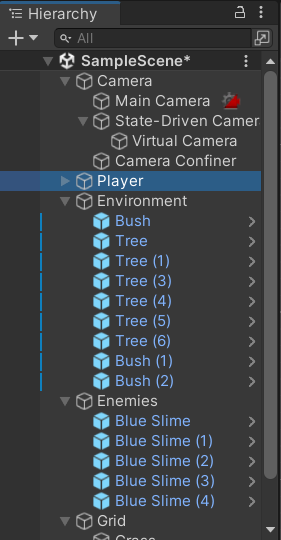 Hierarchy
All
SampleScene*
Camera
Main Camera
State-Driven Camer
Virtual Camera
Camera Confiner
Player
Environment
Bush
Tree
Tree (1)
Tree (3)
Tree (4)
Tree (5)
Tree (6)
Bush (1)
Bush (2)
Enemies
Blue Slime
Blue Slime (1)
Blue Slime (2)
Blue Slime (3)
Blue Slime (4)
Grid